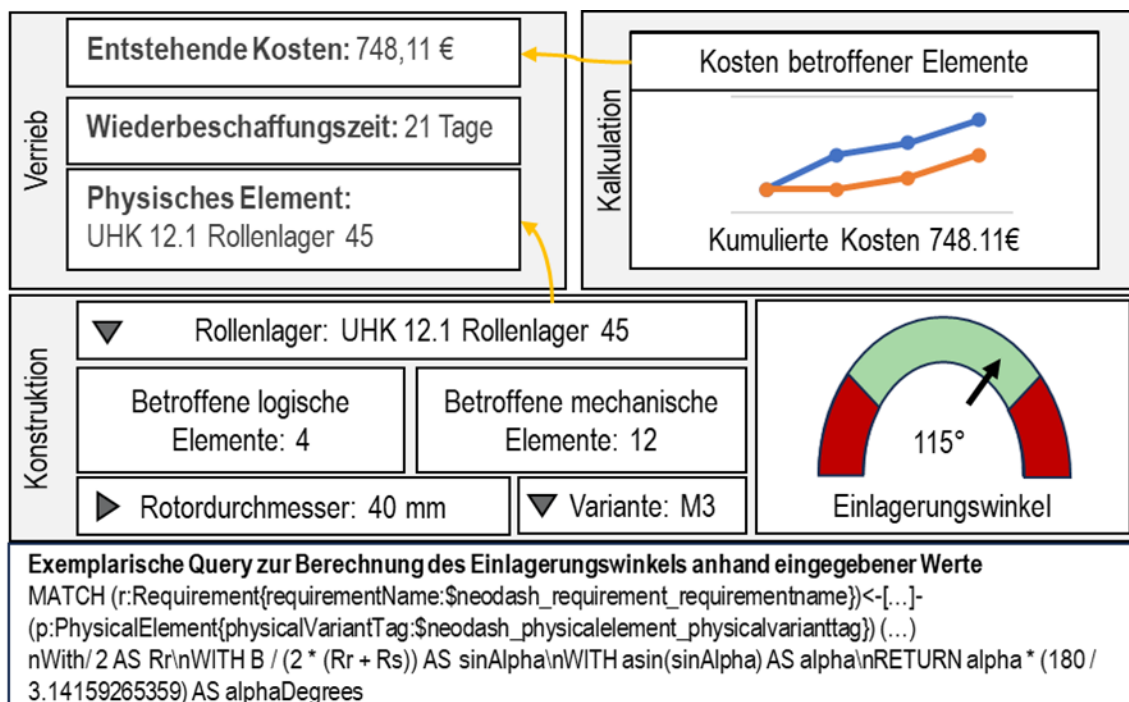 Verrieb
Entstehende Kosten: 748,11 €
Wiederbeschaffungszeit: 21 Tage
Physisches Element:
UHK 12.1 Rollenlager 45
Kalkulation
Kosten betroffener Elemente
Kumulierte Kosten 748.11€
Konstruktion
Rollenlager: UHK 12.1 Rollenlager 45
Betroffene logische
Elemente: 4
Betroffene mechanische
Elemente: 12
Rotordurchmesser: 40 mm
Variante: M3
115°
Einlagerungswinkel
Exemplarische Query zur Berechnung des Einlagerungswinkels anhand eingegebener Werte
MATCH (r:Requirement{requirementName:$neodash_requirement_requirementname})<-[…]-
(p:PhysicalElement{physicalVariantTag:$neodash_physicalelement_physicalvarianttag}) (…)
nWith/ 2 AS Rr\nWITH B / (2 * (Rr + Rs)) AS sinAlpha\nWITH asin(sinAlpha) AS alpha\nRETURN alpha * (180 /
3.14159265359) AS alphaDegrees